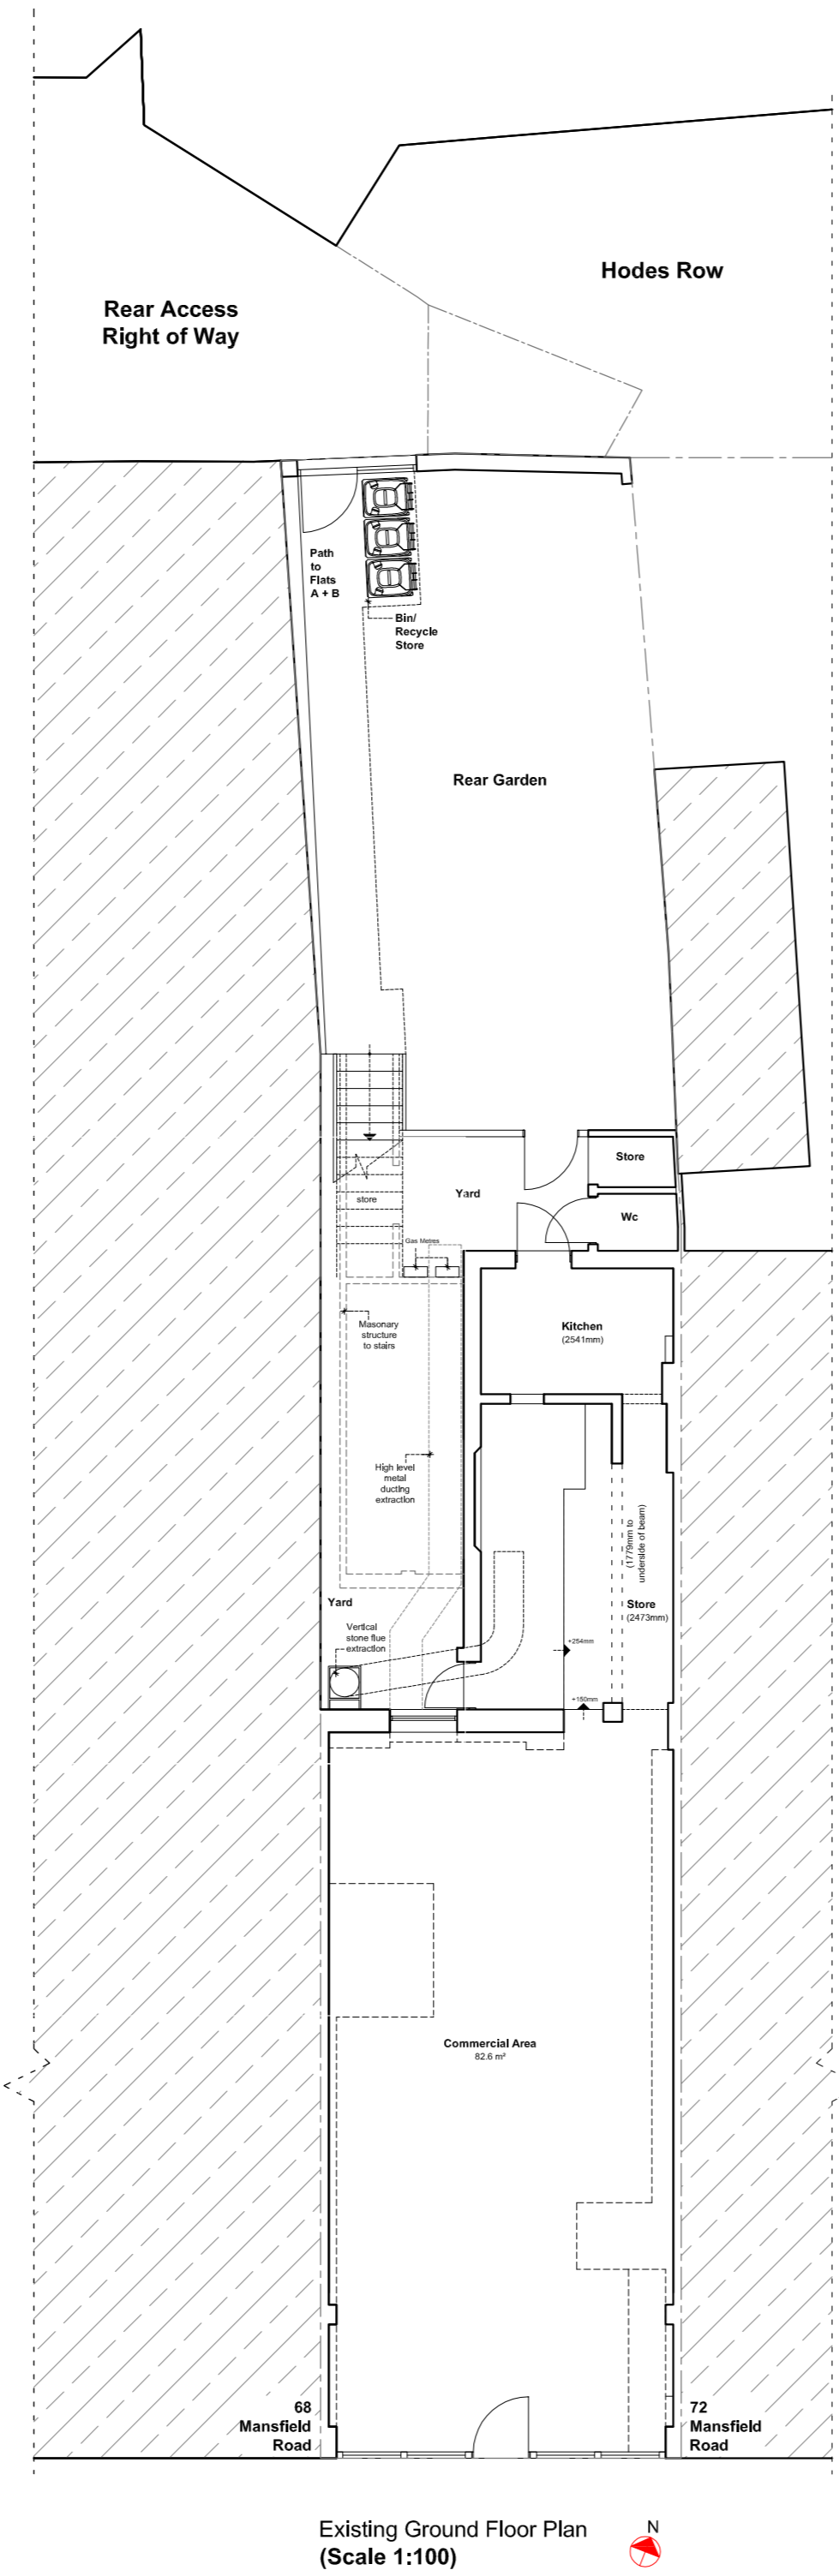 Hodes Row
Rear Access
Right of Way
Path
to
Flats
A + B
Bin/
Recycle
Store
Rear Garden
Store
Yard
store
Wc
Gas Metres
Masonary
structure
to stairs
Kitchen
(2541mm)
High level
metal
ducting
extraction
(1779mm to
underside of beam)
Yard
Store
(2473mm)
Vertical
stone flue
extraction
+254mm
+150mm
Commercial Area
82.6 m²
68
Mansfield
Road
72
Mansfield
Road
Existing Ground Floor Plan
(Scale 1:100)
N